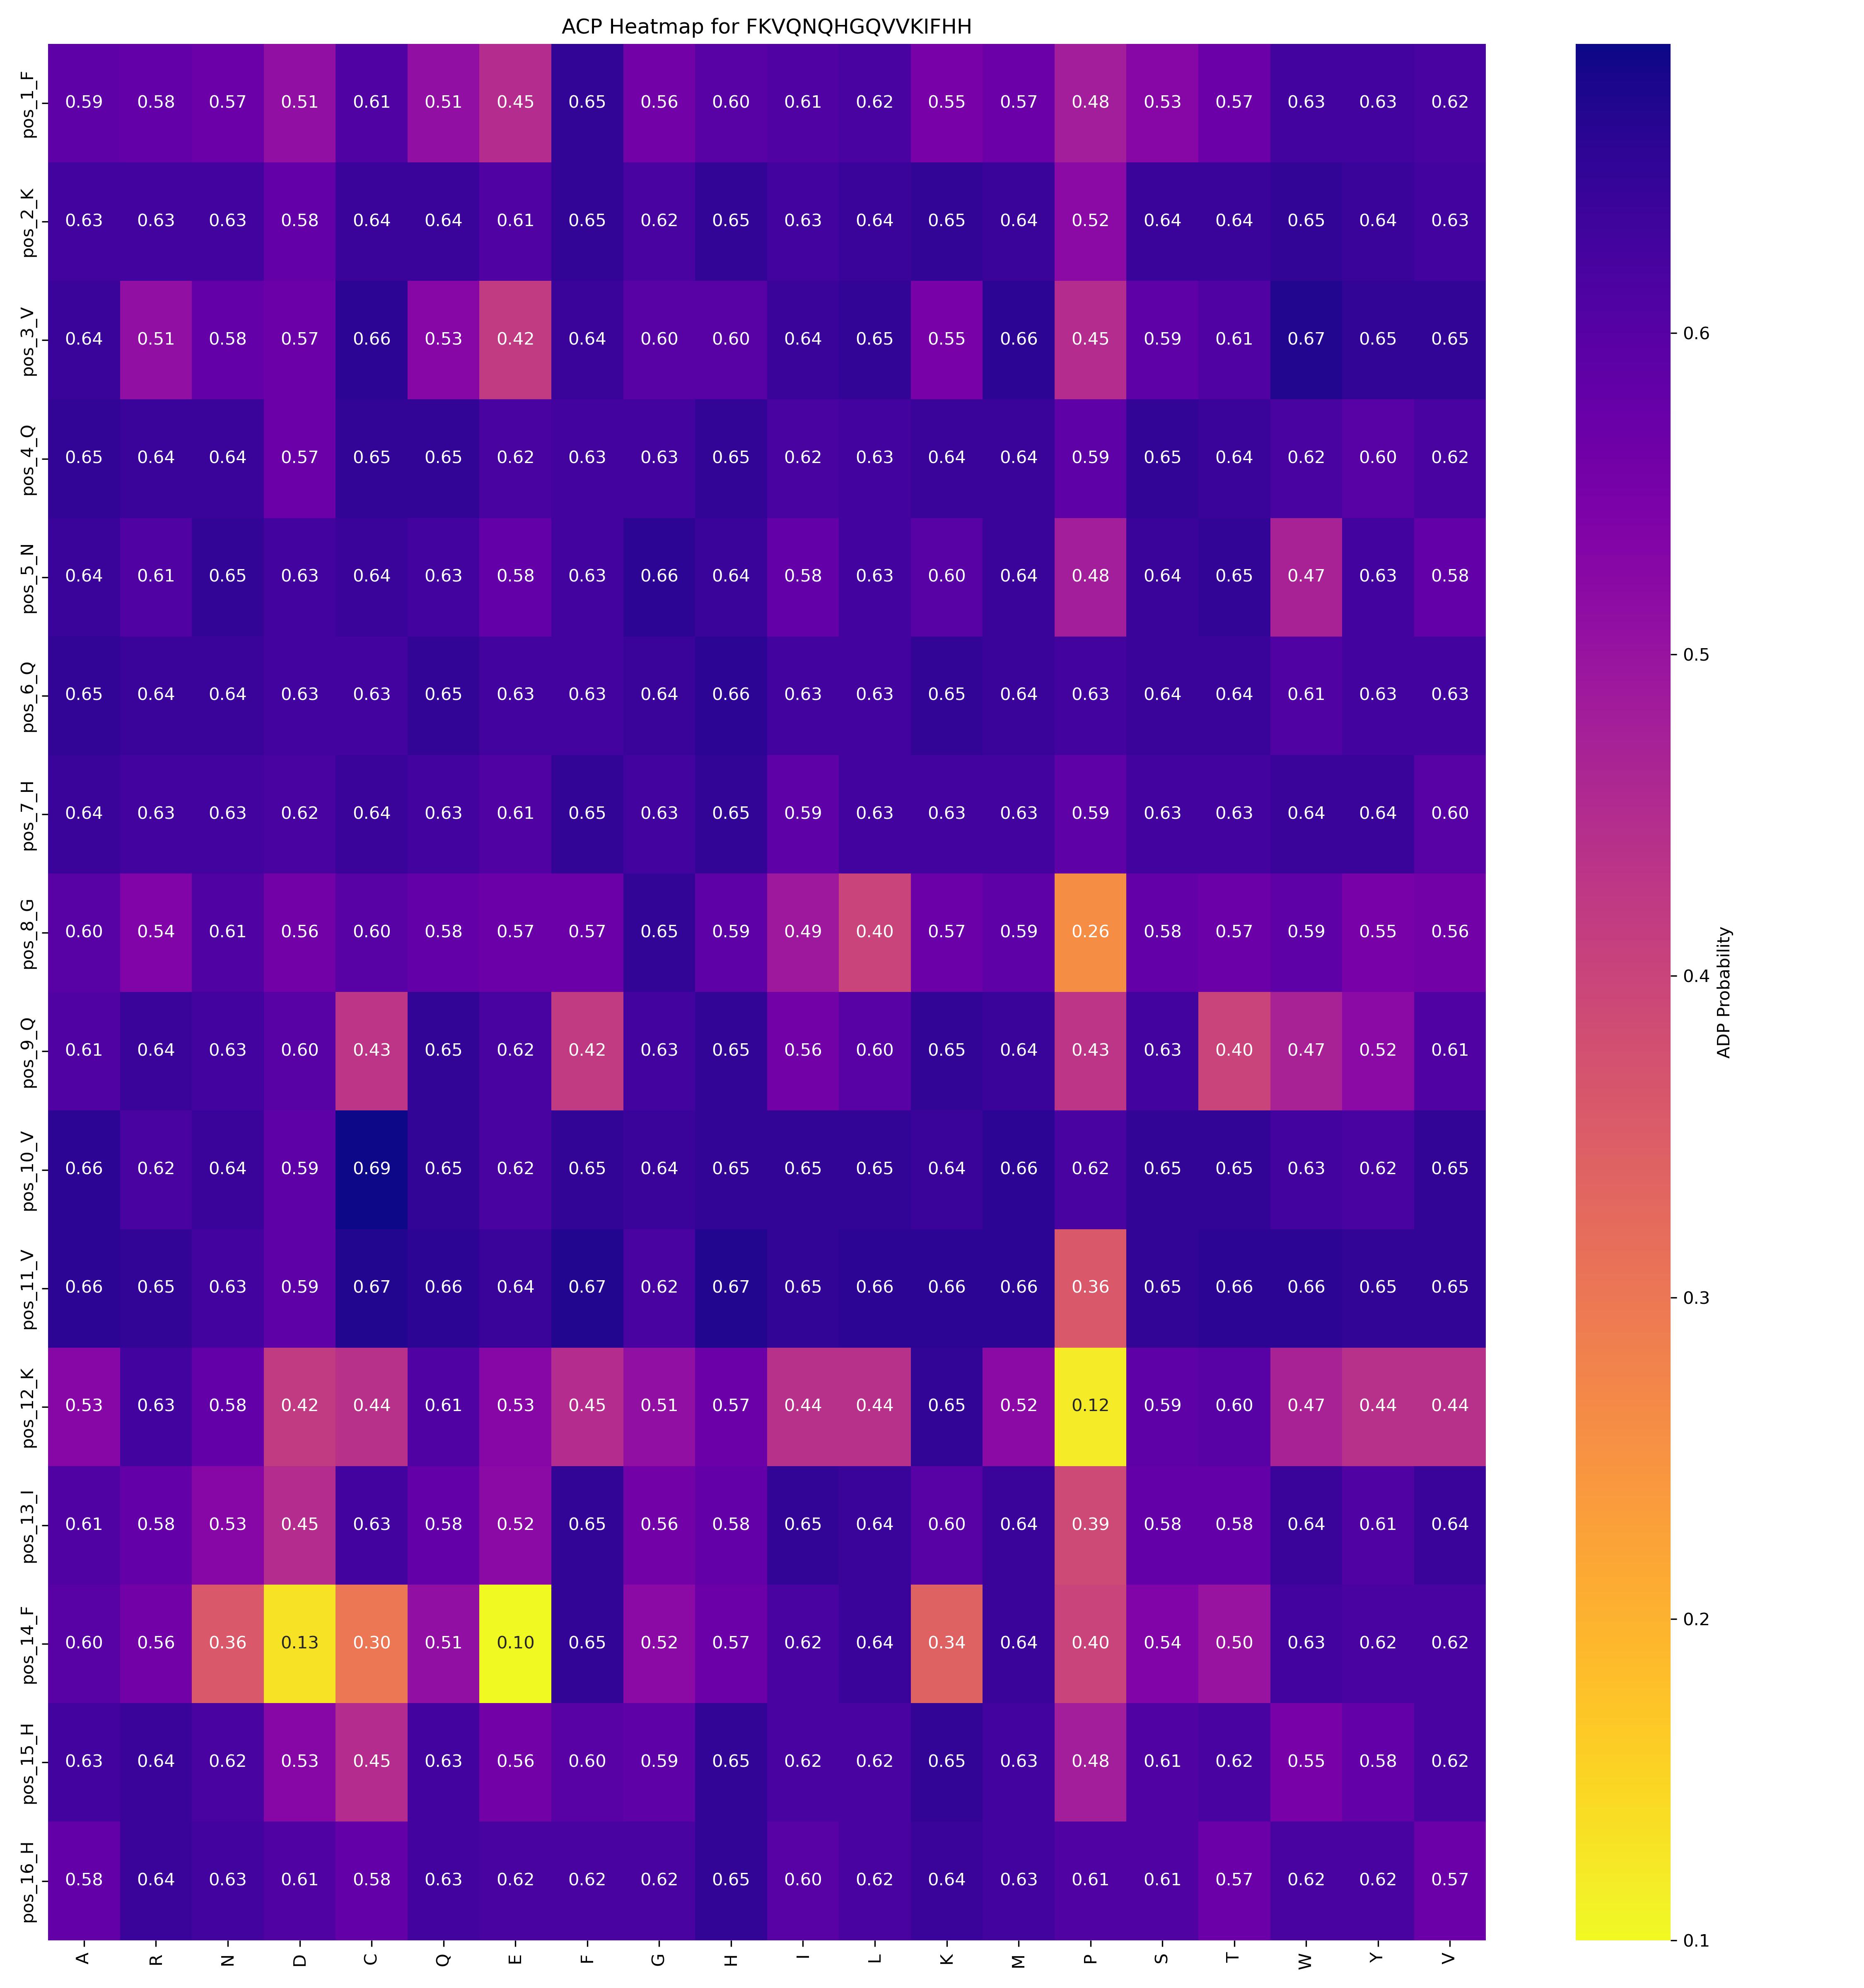 ACP Heatmap for FKVQNQHGQVVKIFHH
pos_1_F 0.59 0.58 0.57 0.51 0.61 0.51 0.45 0.65 0.56 0.60 0.61 0.62 0.55 0.57 0.48 0.53 0.57 0.63 0.63 0.62
pos_2_K 0.63 0.63 0.63 0.58 0.64 0.64 0.61 0.65 0.62 0.65 0.63 0.64 0.65 0.64 0.52 0.64 0.64 0.65 0.64 0.63
pos_3_V 0.64 0.51 0.58 0.57 0.66 0.53 0.42 0.64 0.60 0.60 0.64 0.65 0.55 0.66 0.45 0.59 0.61 0.67 0.65 0.65
pos_4_Q 0.65 0.64 0.64 0.57 0.65 0.65 0.62 0.63 0.63 0.65 0.62 0.63 0.64 0.64 0.59 0.65 0.64 0.62 0.60 0.62
pos_5_N 0.64 0.61 0.65 0.63 0.64 0.63 0.58 0.63 0.66 0.64 0.58 0.63 0.60 0.64 0.48 0.64 0.65 0.47 0.63 0.58
pos_6_Q 0.65 0.64 0.64 0.63 0.63 0.65 0.63 0.63 0.64 0.66 0.63 0.63 0.65 0.64 0.63 0.64 0.64 0.61 0.63 0.63
pos_7_H 0.64 0.63 0.63 0.62 0.64 0.63 0.61 0.65 0.63 0.65 0.59 0.63 0.63 0.63 0.59 0.63 0.63 0.64 0.64 0.60
pos_8_G 0.60 0.54 0.61 0.56 0.60 0.58 0.57 0.57 0.65 0.59 0.49 0.40 0.57 0.59 0.26 0.58 0.57 0.59 0.55 0.56
pos_9_Q 0.61 0.64 0.63 0.60 0.43 0.65 0.62 0.42 0.63 0.65 0.56 0.60 0.65 0.64 0.43 0.63 0.40 0.47 0.52 0.61
pos_10_V 0.66 0.62 0.64 0.59 0.69 0.65 0.62 0.65 0.64 0.65 0.65 0.65 0.64 0.66 0.62 0.65 0.65 0.63 0.62 0.65
pos_11_V 0.66 0.65 0.63 0.59 0.67 0.66 0.64 0.67 0.62 0.67 0.65 0.66 0.66 0.66 0.36 0.65 0.66 0.66 0.65 0.65
pos_12_K 0.53 0.63 0.58 0.42 0.44 0.61 0.53 0.45 0.51 0.57 0.44 0.44 0.65 0.52 0.12 0.59 0.60 0.47 0.44 0.44
pos_13_I 0.61 0.58 0.53 0.45 0.63 0.58 0.52 0.65 0.56 0.58 0.65 0.64 0.60 0.64 0.39 0.58 0.58 0.64 0.61 0.64
pos_14_F 0.60 0.56 0.36 0.13 0.30 0.51 0.10 0.65 0.52 0.57 0.62 0.64 0.34 0.64 0.40 0.54 0.50 0.63 0.62 0.62
pos_15_H 0.63 0.64 0.62 0.53 0.45 0.63 0.56 0.60 0.59 0.65 0.62 0.62 0.65 0.63 0.48 0.61 0.62 0.55 0.58 0.62
pos_16_H 0.58 0.64 0.63 0.61 0.58 0.63 0.62 0.62 0.62 0.65 0.60 0.62 0.64 0.63 0.61 0.61 0.57 0.62 0.62 0.57
A R N D C Q E F G H I L K M P S T W Y V
0.6
0.5
0.4
0.3
0.2
0.1
ADP Probability